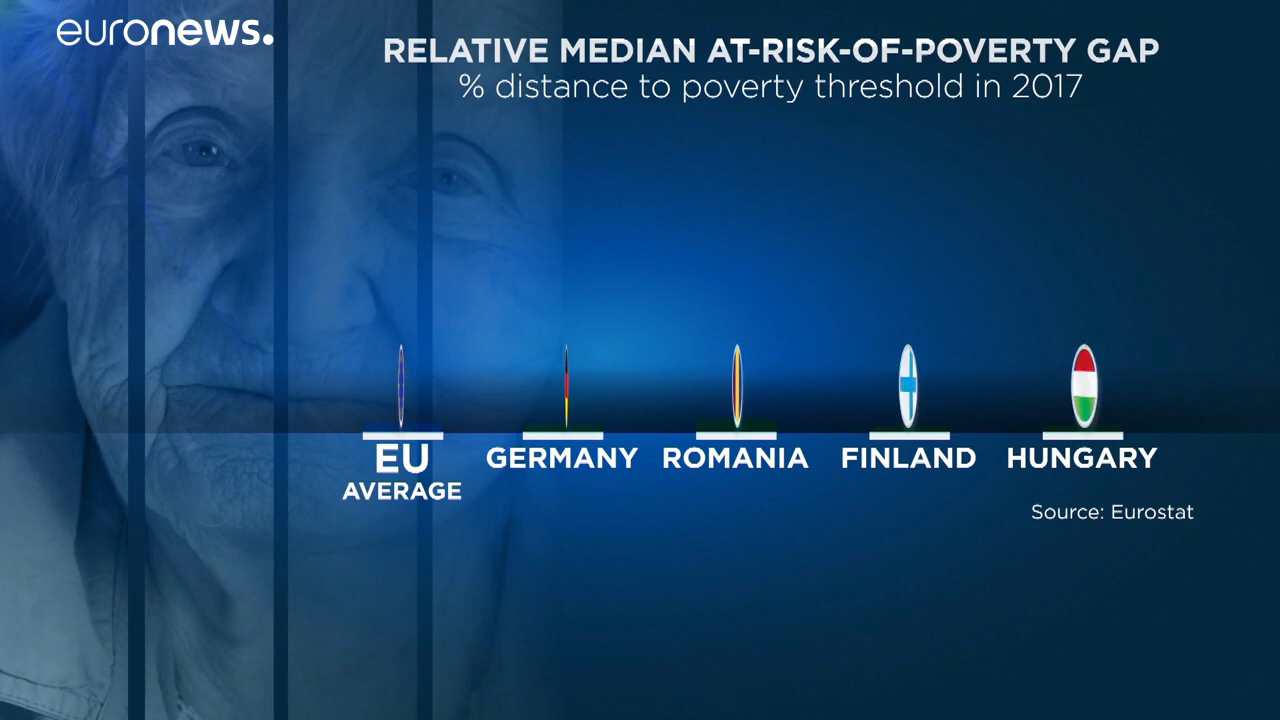 euronews.
RELATIVE MEDIAN AT-RISK-OF-POVERTY GAP
% distance to poverty threshold in 2017
EU
AVERAGE
GERMANY
ROMANIA
FINLAND
HUNGARY
Source: Eurostat